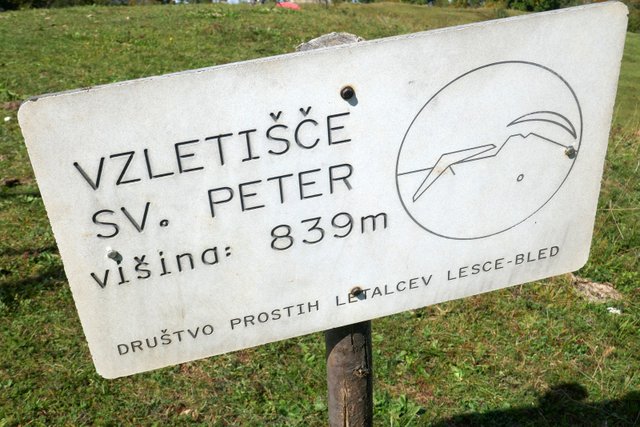 VZLETIŠČE
SV. PETER
višina: 839m
DRUŠTVO PROSTIH LETALCEV LESCE-BLED